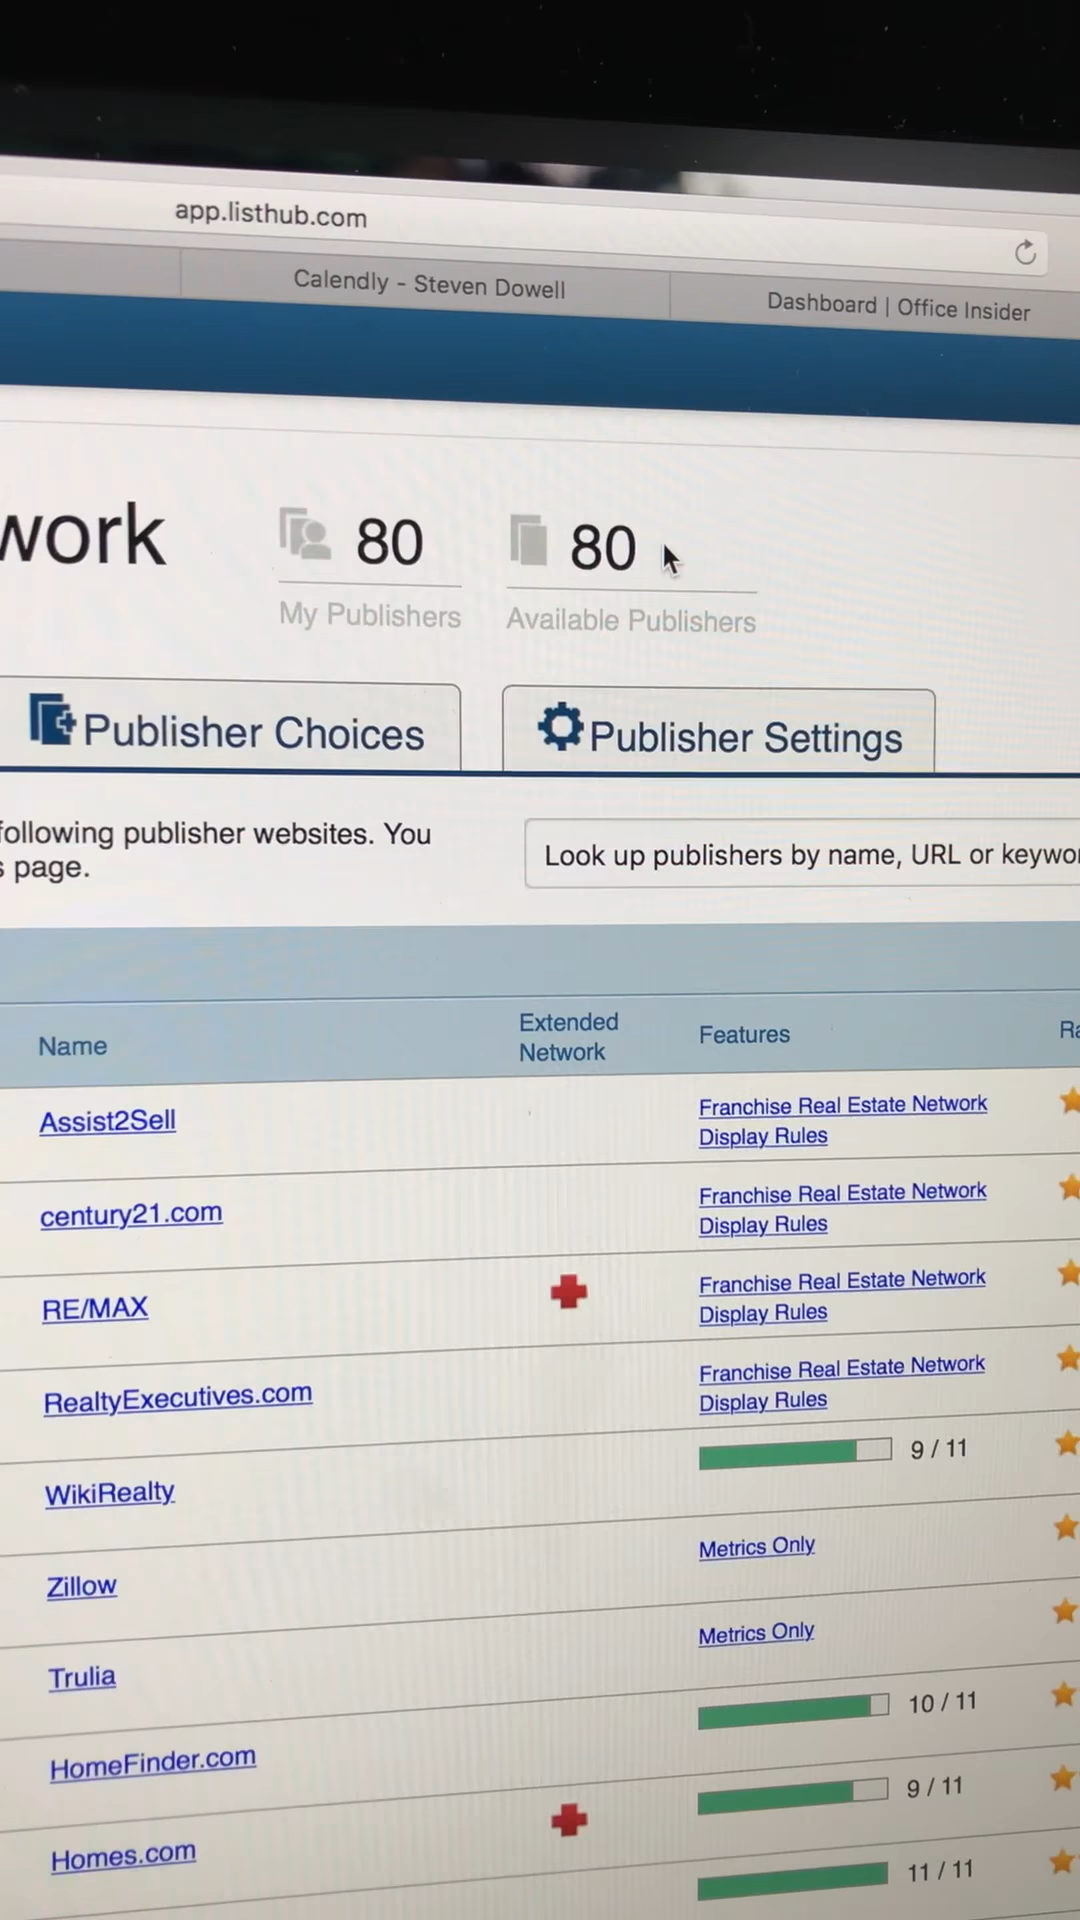 app.listhub.com
Calendly - Steven Dowell
Dashboard | Office Insider
work
80
80
My Publishers
Available Publishers
Publisher Choices
Publisher Settings
following publisher websites. You
page.
Look up publishers by name, URL or
Name
Extended
Network
Features
Assist2Sell
Franchise Real Estate Network
Display Rules
century21.com
Franchise Real Estate Network
Display Rules
RE/MAX
Franchise Real Estate Network
Display Rules
RealtyExecutives.com
Franchise Real Estate Network
Display Rules
WikiRealty
9 / 11
Zillow
Metrics Only
Trulia
Metrics Only
HomeFinder.com
10 / 11
Homes.com
9 / 11
11 / 11